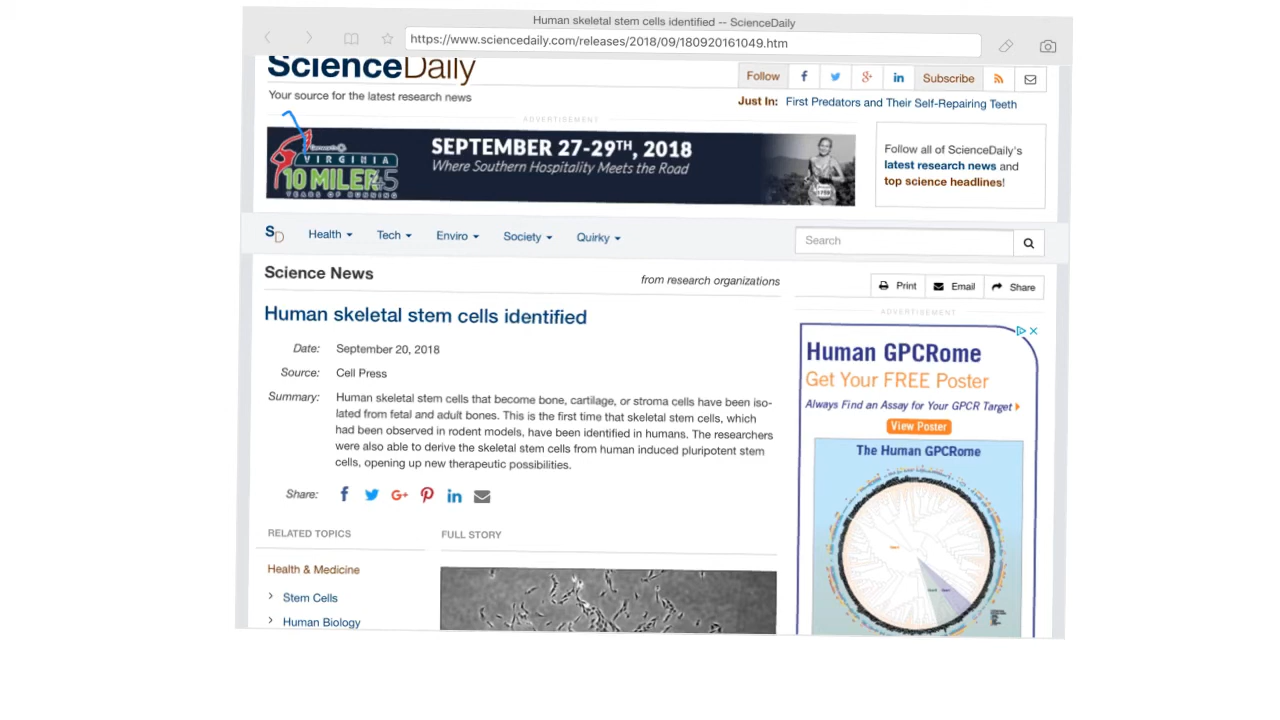 Human skeletal stem cells identified -- ScienceDaily
https://www.sciencedaily.com/releases/2018/09/180920161049.htm
ScienceDaily
Your source for the latest research news
Follow
Subscribe
Just In: First Predators and Their Self-Repairing Teeth
ADVERTISEMENT
VIRGINIA
10 MILER
45
YEARS OF RUNNING
SEPTEMBER 27-29TH, 2018
Where Southern Hospitality Meets the Road
Follow all of ScienceDaily's
latest research news and
top science headlines!
SD
Health Tech Enviro Society Quirky
Search
Science News
from research organizations
Print Email Share
Human skeletal stem cells identified
Date: September 20, 2018
Source: Cell Press
Summary: Human skeletal stem cells that become bone, cartilage, or stroma cells have been iso-
lated from fetal and adult bones. This is the first time that skeletal stem cells, which
had been observed in rodent models, have been identified in humans. The researchers
were also able to derive the skeletal stem cells from human induced pluripotent stem
cells, opening up new therapeutic possibilities.
Share:
RELATED TOPICS
Health & Medicine
Stem Cells
Human Biology
FULL STORY
ADVERTISEMENT
Human GPCRome
Get Your FREE Poster
Always Find an Assay for Your GPCR Target
View Poster
The Human GPCRome